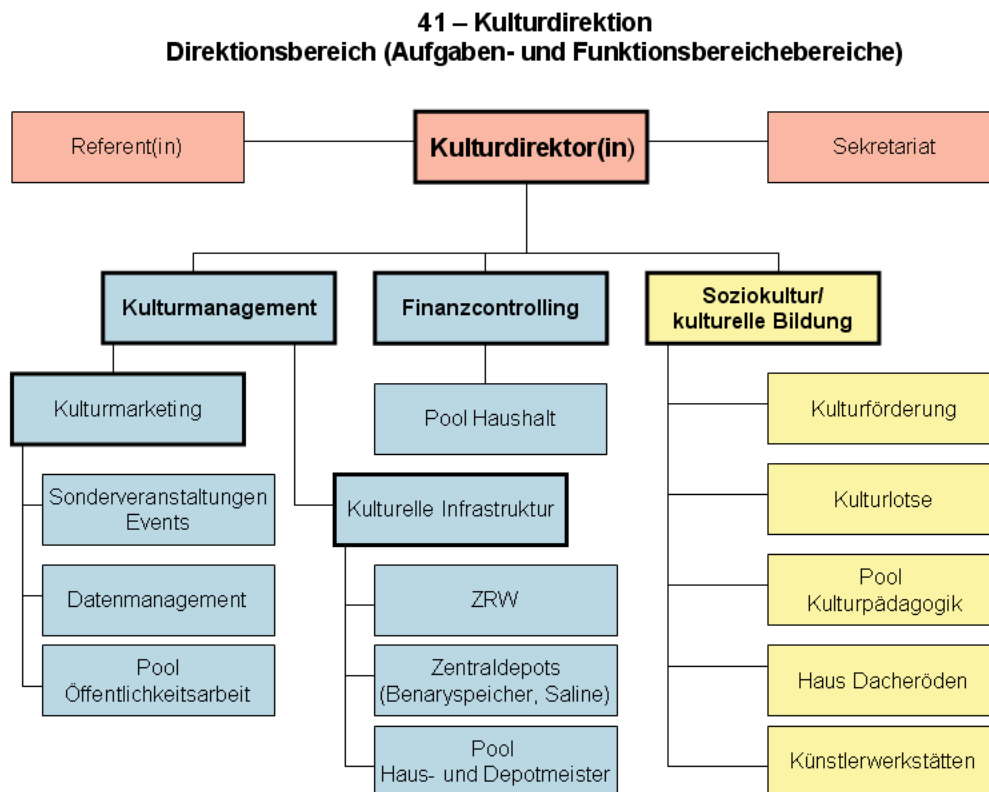 41 – Kulturdirektion
Direktionsbereich (Aufgaben- und Funktionsbereichebereiche)
Referent(in)
Kulturdirektor(in)
Sekretariat
Kulturmanagement
Finanzcontrolling
Soziokultur/
kulturelle Bildung
Kulturmarketing
Pool Haushalt
Kulturförderung
Sonderveranstaltungen
Events
Kulturelle Infrastruktur
Kulturlotse
Datenmanagement
ZRW
Pool
Kulturpädagogik
Pool
Öffentlichkeitsarbeit
Zentraldepots
(Benaryspeicher, Saline)
Haus Dacheröden
Pool
Haus- und Depotmeister
Künstlerwerkstätten